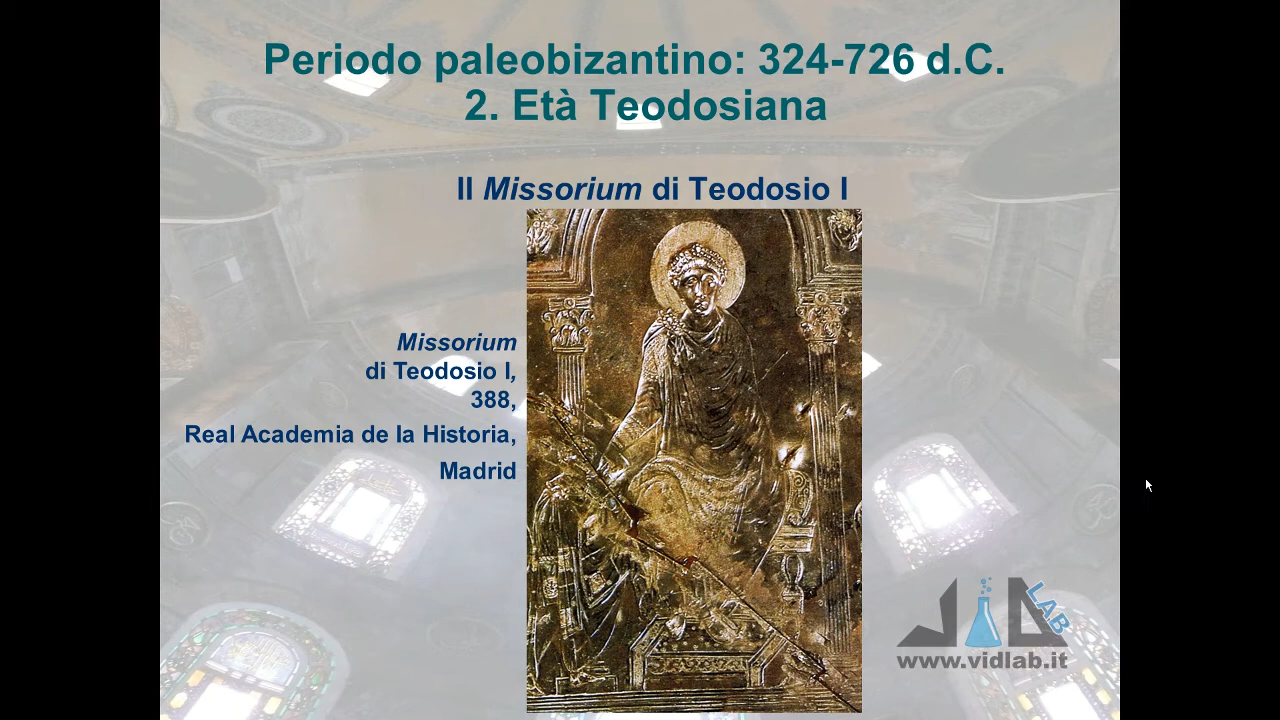 Periodo paleobizantino: 324-726 d.C.
2. Età Teodosiana
Il Missorium di Teodosio I
Missorium
di Teodosio I,
388,
Real Academia de la Historia,
Madrid
LAB
www.vidlab.it